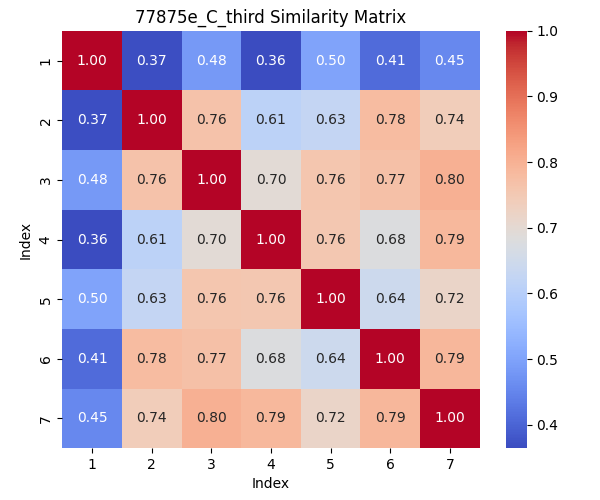 77875e_C_third Similarity Matrix
1 1.00 0.37 0.48 0.36 0.50 0.41 0.45
2 0.37 1.00 0.76 0.61 0.63 0.78 0.74
3 0.48 0.76 1.00 0.70 0.76 0.77 0.80
4 0.36 0.61 0.70 1.00 0.76 0.68 0.79
5 0.50 0.63 0.76 0.76 1.00 0.64 0.72
6 0.41 0.78 0.77 0.68 0.64 1.00 0.79
7 0.45 0.74 0.80 0.79 0.72 0.79 1.00
1 2 3 4 5 6 7
Index
Index
1.0
0.9
0.8
0.7
0.6
0.5
0.4